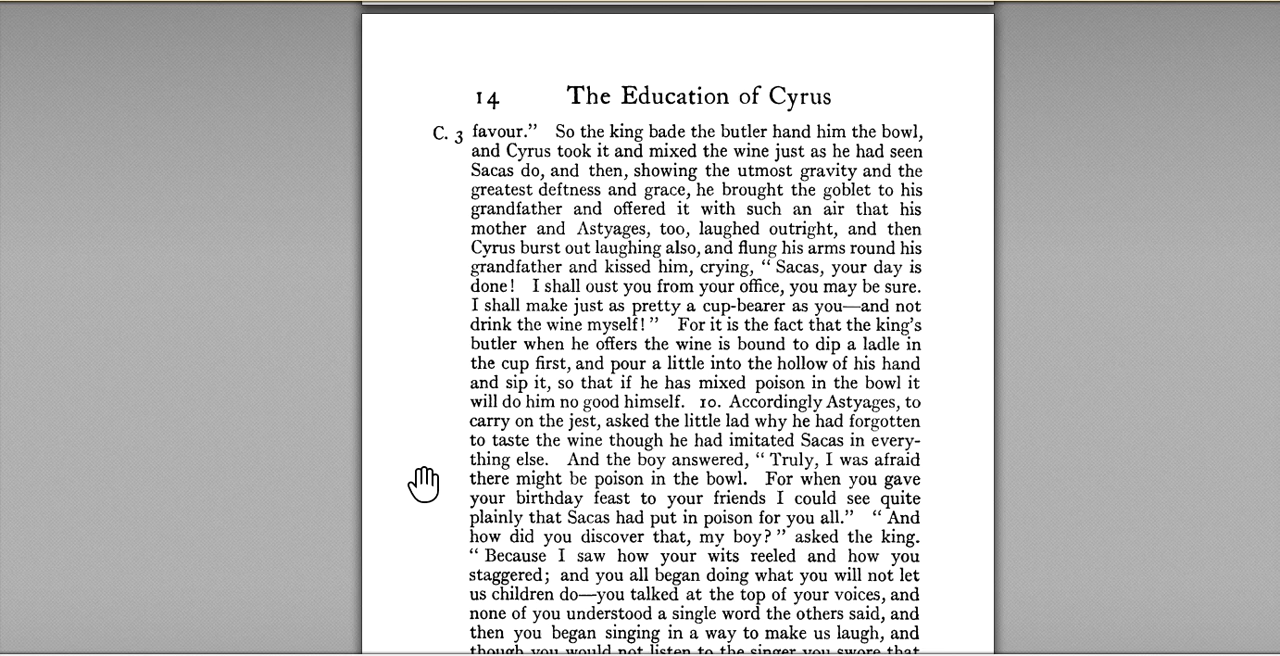 14 The Education of Cyrus
C. 3 favour.” So the king bade the butler hand him the bowl,
and Cyrus took it and mixed the wine just as he had seen
Sacas do, and then, showing the utmost gravity and the
greatest deftness and grace, he brought the goblet to his
grandfather and offered it with such an air that his
mother and Astyages, too, laughed outright, and then
Cyrus burst out laughing also, and flung his arms round his
grandfather and kissed him, crying, “ Sacas, your day is
done! I shall oust you from your office, you may be sure.
I shall make just as pretty a cup-bearer as you—and not
drink the wine myself! ” For it is the fact that the king’s
butler when he offers the wine is bound to dip a ladle in
the cup first, and pour a little into the hollow of his hand
and sip it, so that if he has mixed poison in the bowl it
will do him no good himself. 10. Accordingly Astyages, to
carry on the jest, asked the little lad why he had forgotten
to taste the wine though he had imitated Sacas in every-
thing else. And the boy answered, “ Truly, I was afraid
there might be poison in the bowl. For when you gave
your birthday feast to your friends I could see quite
plainly that Sacas had put in poison for you all.” “ And
how did you discover that, my boy? ” asked the king.
“ Because I saw how your wits reeled and how you
staggered; and you all began doing what you will not let
us children do—you talked at the top of your voices, and
none of you understood a single word the others said, and
then you began singing in a way to make us laugh, and
though you would not listen to the singer you swore that